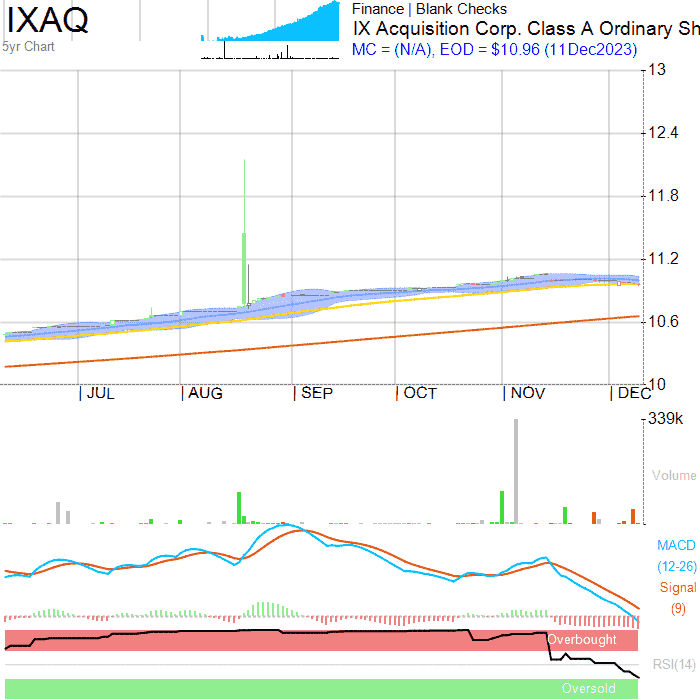 IXAQ
5yr Chart
Finance | Blank Checks
IX Acquisition Corp. Class A Ordinary Sh
MC = (N/A), EOD = $10.96 (11Dec2023)
13
12.4
11.8
11.2
10.6
10
| JUL | AUG | SEP | OCT | NOV | DEC
339k
Volume
MACD
(12-26)
Signal
(9)
Overbought
RSI(14)
Oversold